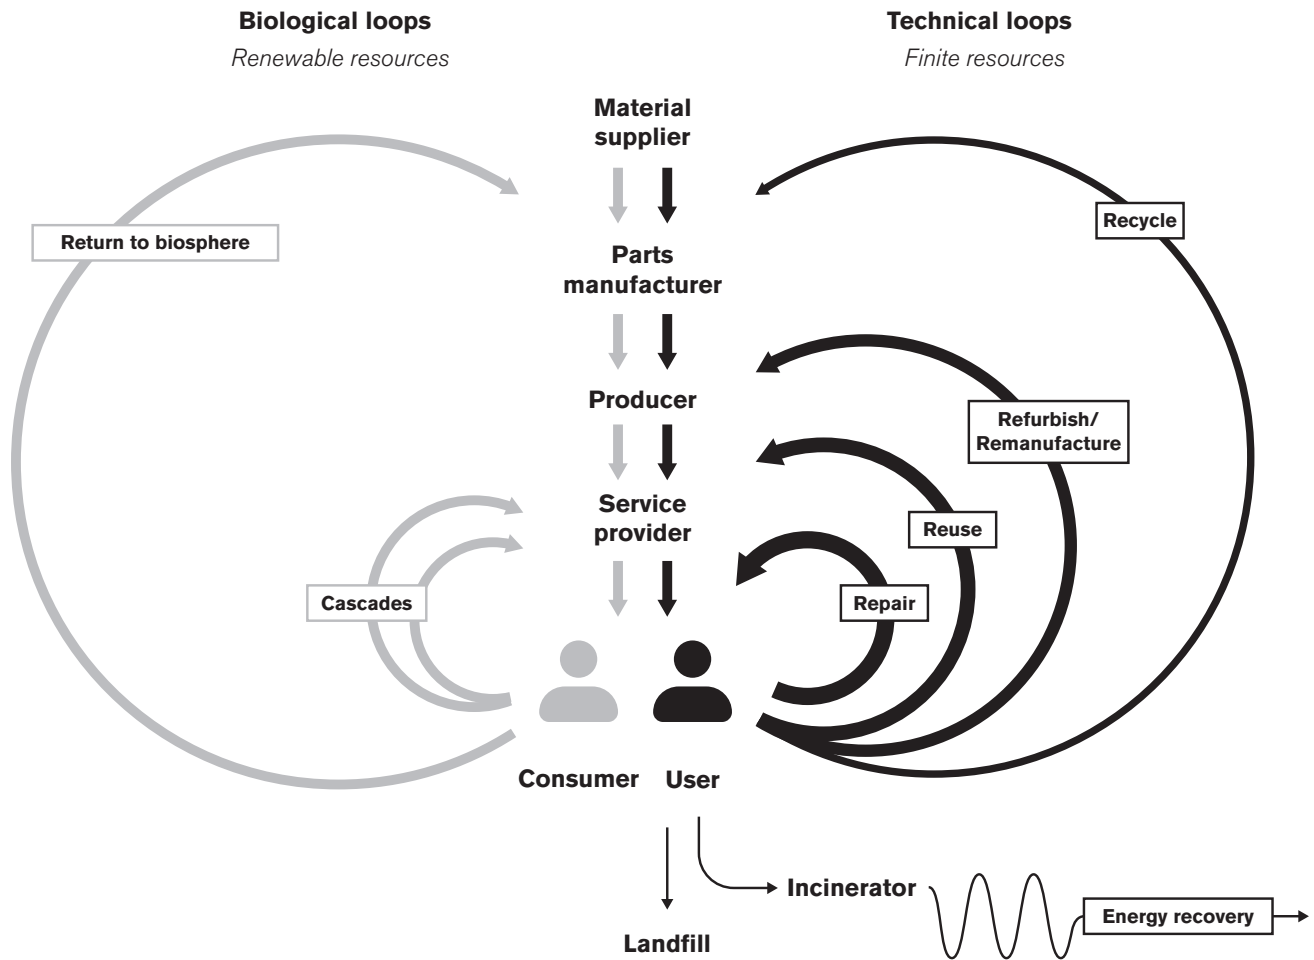 Biological loops
Renewable resources
Technical loops
Finite resources
Material
supplier
Return to biosphere
Recycle
Parts
manufacturer
Producer
Refurbish/
Remanufacture
Service
provider
Reuse
Cascades
Repair
Consumer
User
Incinerator
Energy recovery
Landfill